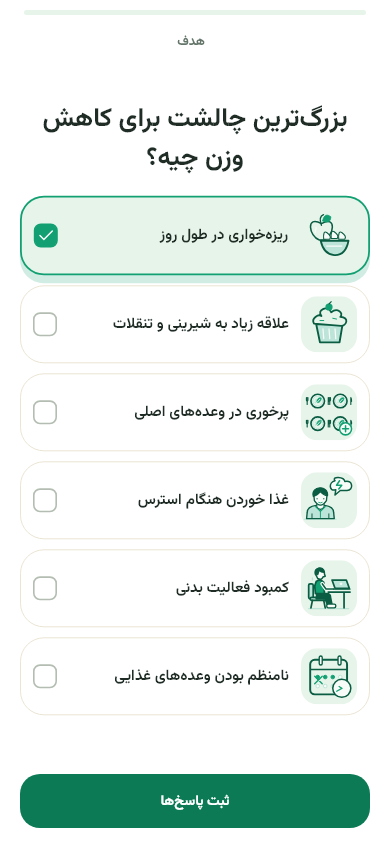 هدف
بزرگ‌ترین چالشت برای کاهش
وزن چیه؟
ریزه‌خواری در طول روز
علاقه زیاد به شیرینی و تنقلات
پرخوری در وعده‌های اصلی
غذا خوردن هنگام استرس
کمبود فعالیت بدنی
نامنظم بودن وعده‌های غذایی
ثبت پاسخ‌ها